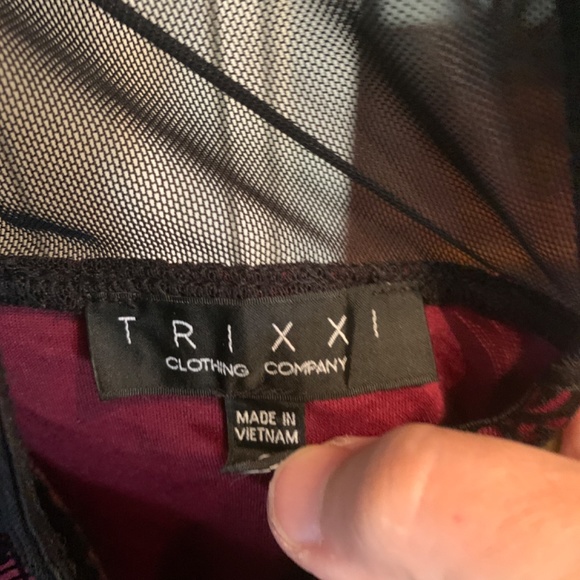 TRIXXI
CLOTHING COMPANY
MADE IN
VIETNAM